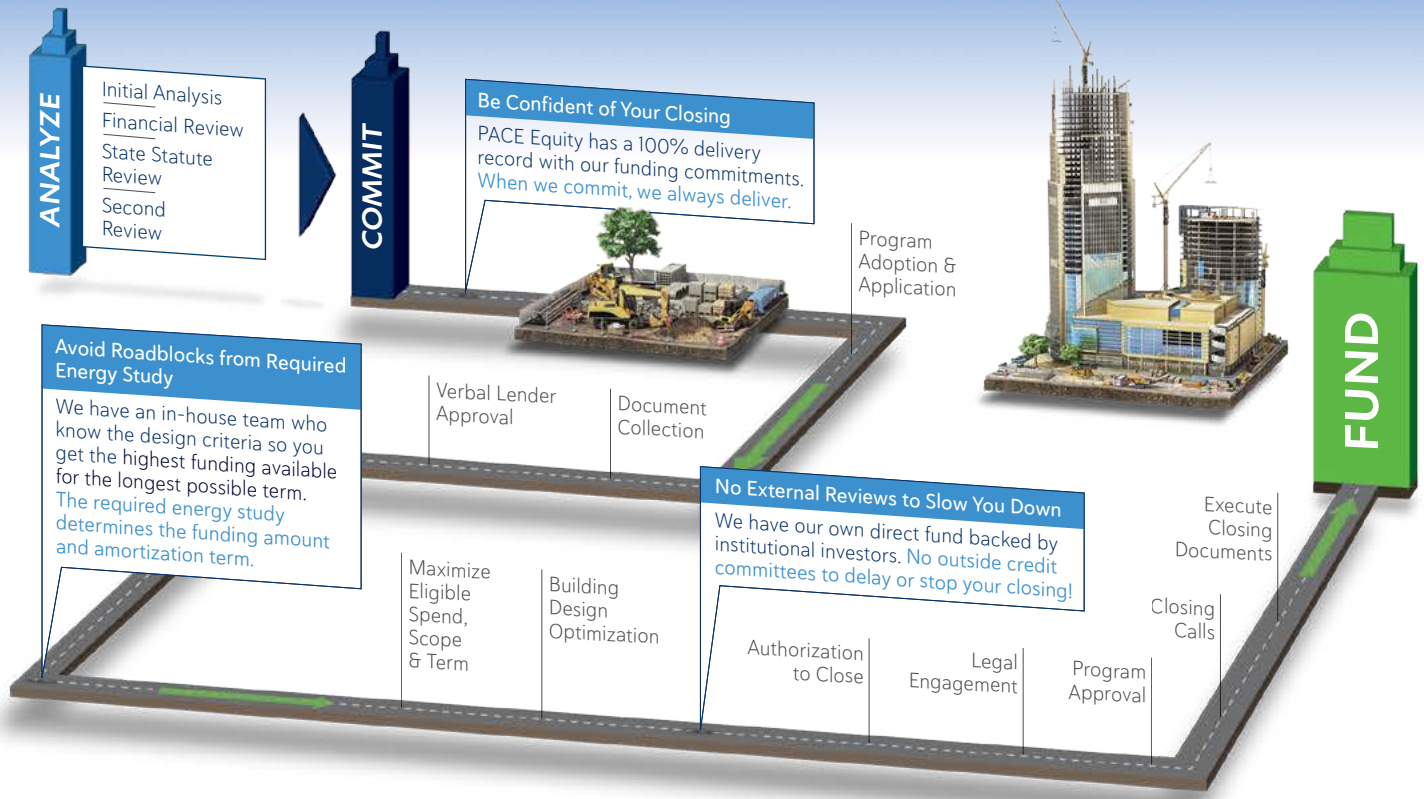 ANALYZE
Initial Analysis
Financial Review
State Statute
Review
Second
Review
COMMIT
Be Confident of Your Closing
PACE Equity has a 100% delivery
record with our funding commitments.
When we commit, we always deliver.
Program
Adoption &
Application
Document
Collection
Verbal Lender
Approval
Avoid Roadblocks from Required
Energy Study
We have an in-house team who
know the design criteria so you
get the highest funding available
for the longest possible term.
The required energy study
determines the funding amount
and amortization term.
Maximize
Eligible
Spend,
Scope
& Term
Building
Design
Optimization
No External Reviews to Slow You Down
We have our own direct fund backed by
institutional investors. No outside credit
committees to delay or stop your closing!
Authorization
to Close
Legal
Engagement
Program
Approval
Closing
Calls
Execute
Closing
Documents
FUND